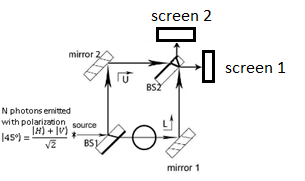 screen 2
mirror 2
U
screen 1
BS2
N photons emitted
with polarization
|45°⟩ = |H⟩ + |V⟩ / √2
source
L
BS1
mirror 1